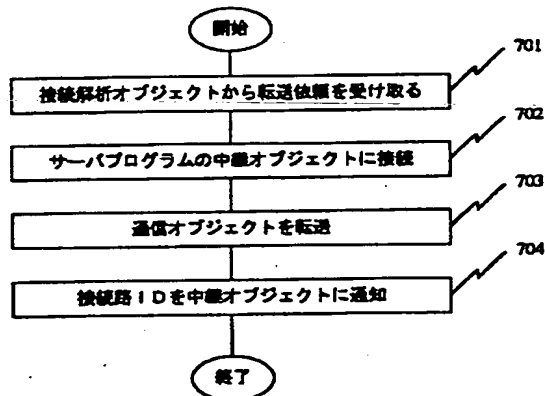 開始
701
接続解析オブジェクトから転送依頼を受け取る
702
サーバプログラムの中継オブジェクトに接続
703
通信オブジェクトを転送
704
接続路IDを中継オブジェクトに通知
終了